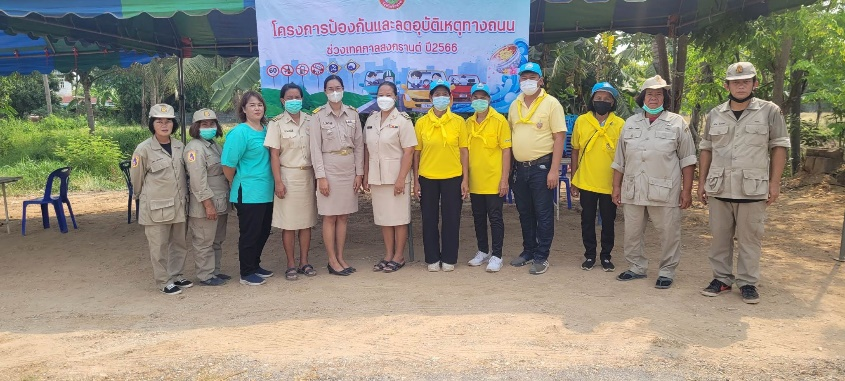 โครงการป้องกันและลดอุบัติเหตุทางถนน
ช่วงเทศกาลสงกรานต์ ปี2566